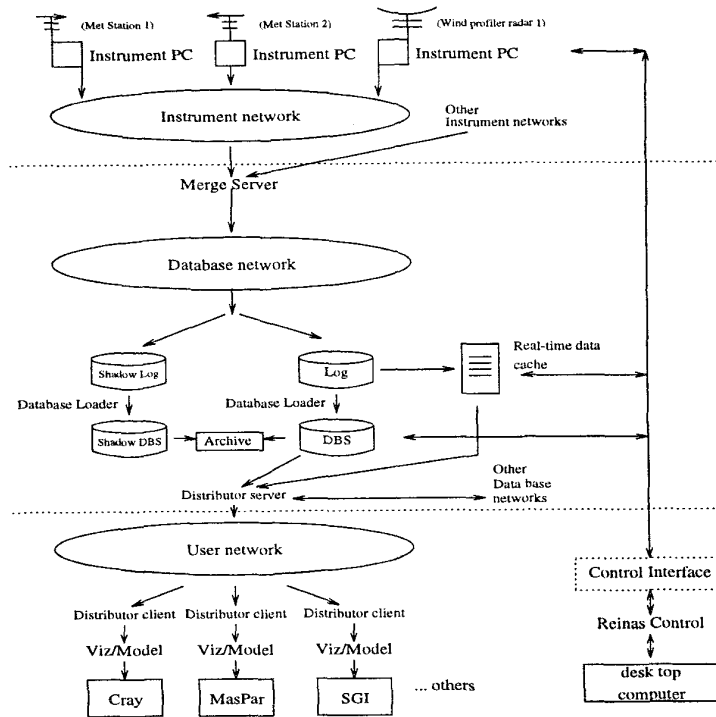 (Met Station 1)
(Met Station 2)
(Wind profiler radar 1)
Instrument PC
Instrument PC
Instrument PC
Instrument network
Other
Instrument networks
Merge Server
Database network
Shadow Log
Log
Real-time data
cache
Database Loader
Database Loader
Shadow DBS
Archive
DBS
Distributor server
Other
Data base
networks
User network
Control Interface
Distributor client
Distributor client
Distributor client
Reinas Control
Viz/Model
Viz/Model
Viz/Model
Cray
MasPar
SGI
... others
desk top
computer